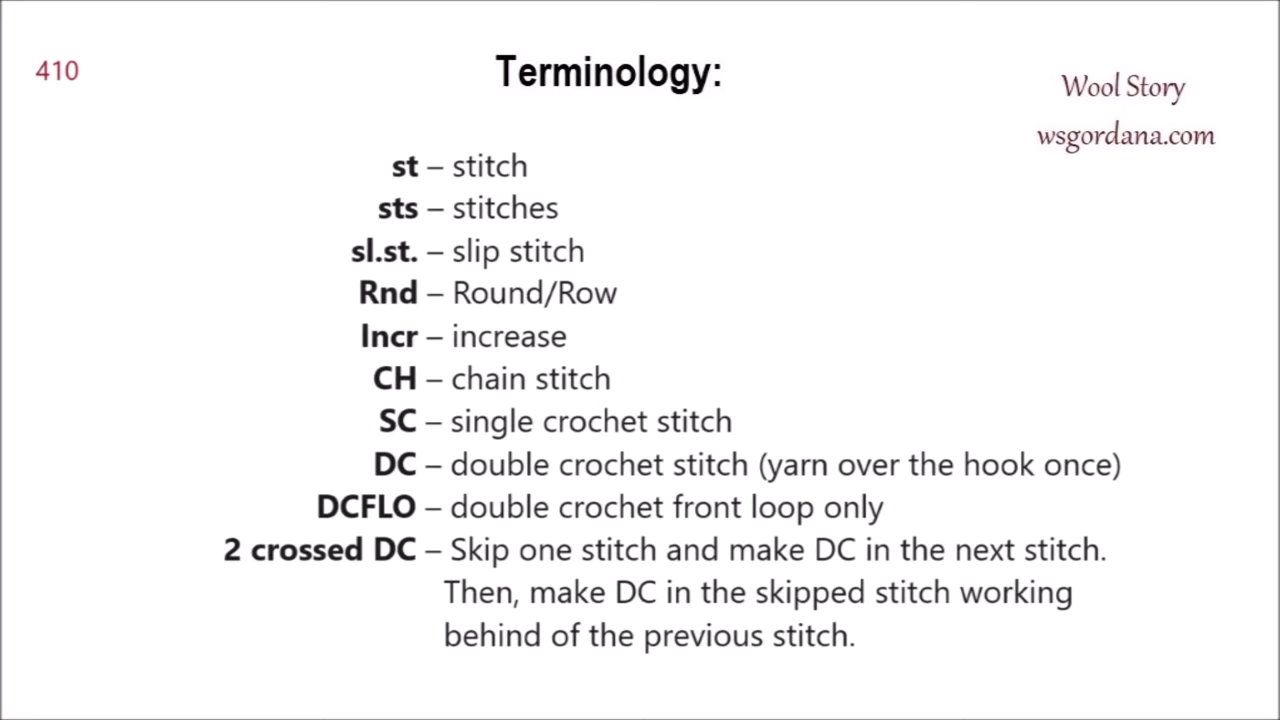 410
Terminology:
Wool Story
wsgordana.com
st – stitch
sts – stitches
sl.st. – slip stitch
Rnd – Round/Row
Incr – increase
CH – chain stitch
SC – single crochet stitch
DC – double crochet stitch (yarn over the hook once)
DCFLO – double crochet front loop only
2 crossed DC – Skip one stitch and make DC in the next stitch.
Then, make DC in the skipped stitch working
behind of the previous stitch.